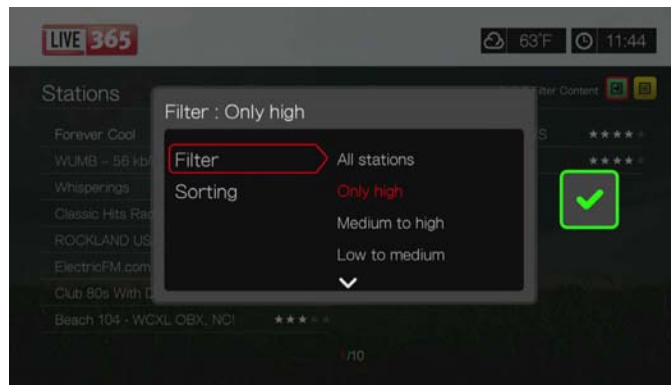 LIVE 365
63°F 11:44
Stations
Filter Content
Filter : Only high
Forever Cool
S
WUMB - 56 kb/
Filter
All stations
Whisperings
Sorting
Only high
Classic Hits Rad
Medium to high
ROCKLAND US
Low to medium
ElectricFM.com
Club 80s With D
Beach 104 - WCXL OBX, NC!
/10